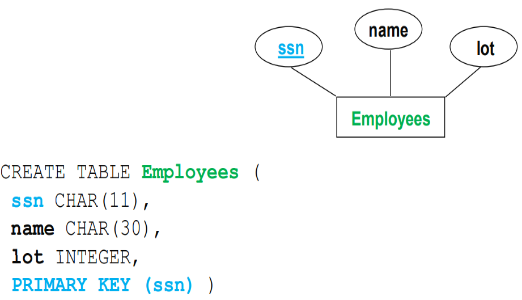 name
ssn
lot
Employees
CREATE TABLE Employees (
ssn CHAR(11),
name CHAR(30),
lot INTEGER,
PRIMARY KEY (ssn) )